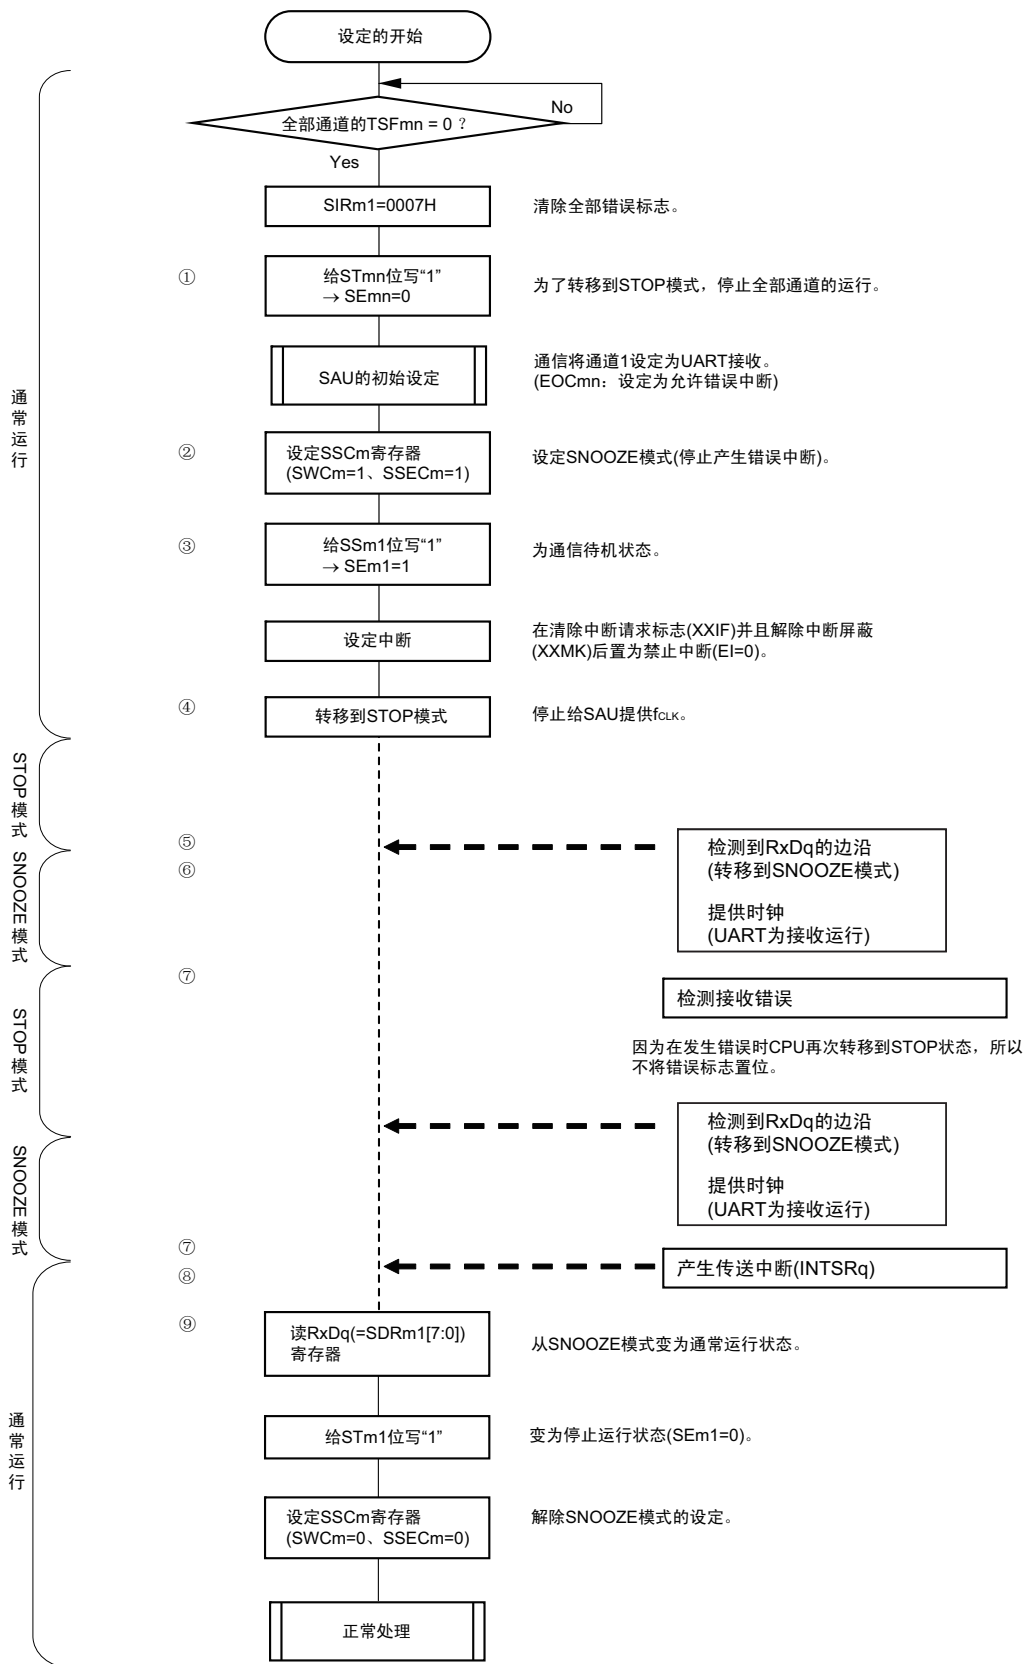 设定的开始
No
全部通道的TSFmn = 0 ？
Yes
SIRm1=0007H
清除全部错误标志。
①
给STmn位写“1”
→ SEmn=0
为了转移到STOP模式，停止全部通道的运行。
SAU的初始设定
通信将通道1设定为UART接收。
(EOCmn：设定为允许错误中断)
通常运行
②
设定SSCm寄存器
(SWCm=1、SSECm=1)
设定SNOOZE模式(停止产生错误中断)。
③
给SSm1位写“1”
→ SEm1=1
为通信待机状态。
设定中断
在清除中断请求标志(XXIF)并且解除中断屏蔽
(XXMK)后置为禁止中断(EI=0)。
④
转移到STOP模式
停止给SAU提供fCLK。
STOP模式
⑤
检测到RxDq的边沿
(转移到SNOOZE模式)
提供时钟
(UART为接收运行)
⑥
SNOOZE模式
⑦
检测接收错误
因为在发生错误时CPU再次转移到STOP状态，所以
不将错误标志置位。
STOP模式
检测到RxDq的边沿
(转移到SNOOZE模式)
提供时钟
(UART为接收运行)
SNOOZE模式
⑦
产生传送中断(INTSRq)
⑧
⑨
读RxDq(=SDRm1[7:0])
寄存器
从SNOOZE模式变为通常运行状态。
通常运行
给STm1位写“1”
变为停止运行状态(SEm1=0)。
设定SSCm寄存器
(SWCm=0、SSECm=0)
解除SNOOZE模式的设定。
正常处理